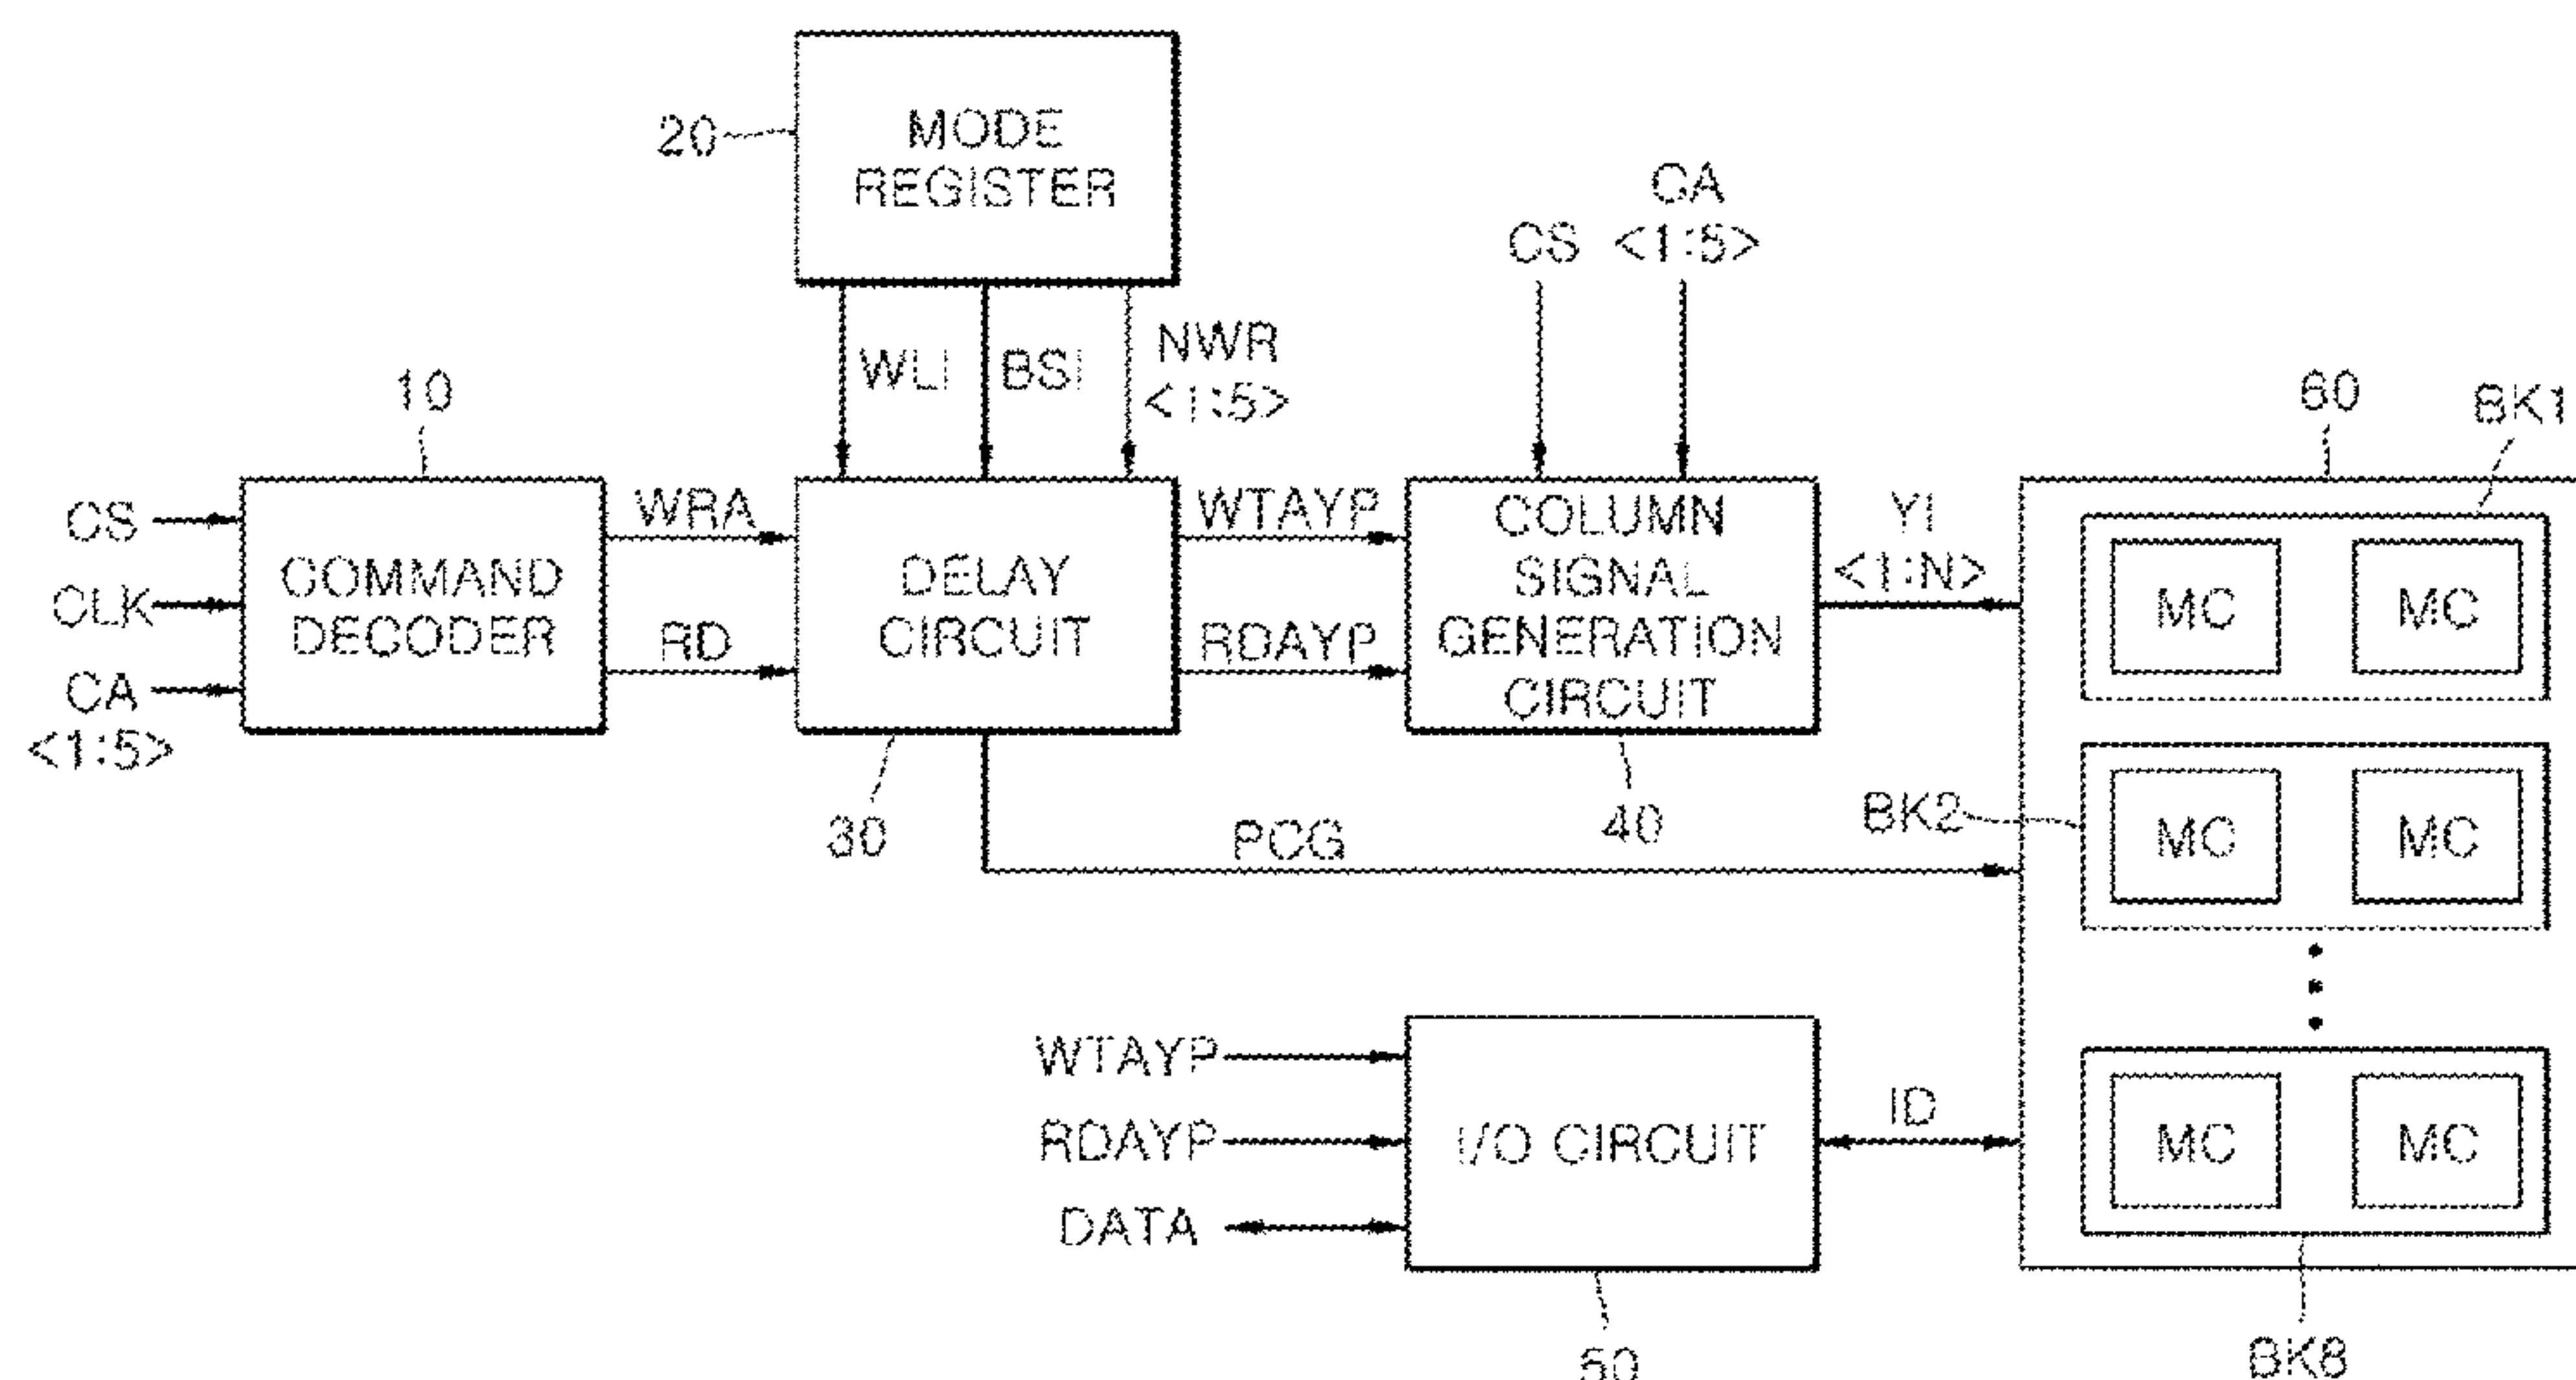 20
MODE
REGISTER
CA
CS <1:5>
WLI
BSI
NWR
<1:5>
10
60
BK1
CS
CLK
CA
<1:5>
COMMAND
DECODER
WRA
RD
DELAY
CIRCUIT
WTAYP
RDAYP
COLUMN
SIGNAL
GENERATION
CIRCUIT
YI
<1:N>
MC MC
30
40
PCG
BK2
MC MC
WTAYP
RDAYP
DATA
I/O CIRCUIT
ID
MC MC
50
BK8